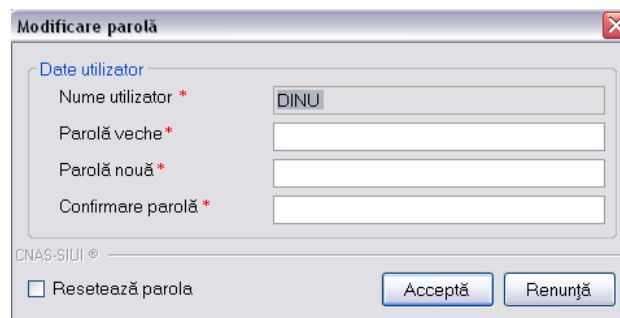 Modificare parolă
Date utilizator
Nume utilizator * DINU
Parolă veche*
Parolă nouă*
Confirmare parolă *
CNAS-SIUI ®
Resetează parola Acceptă Renunţă